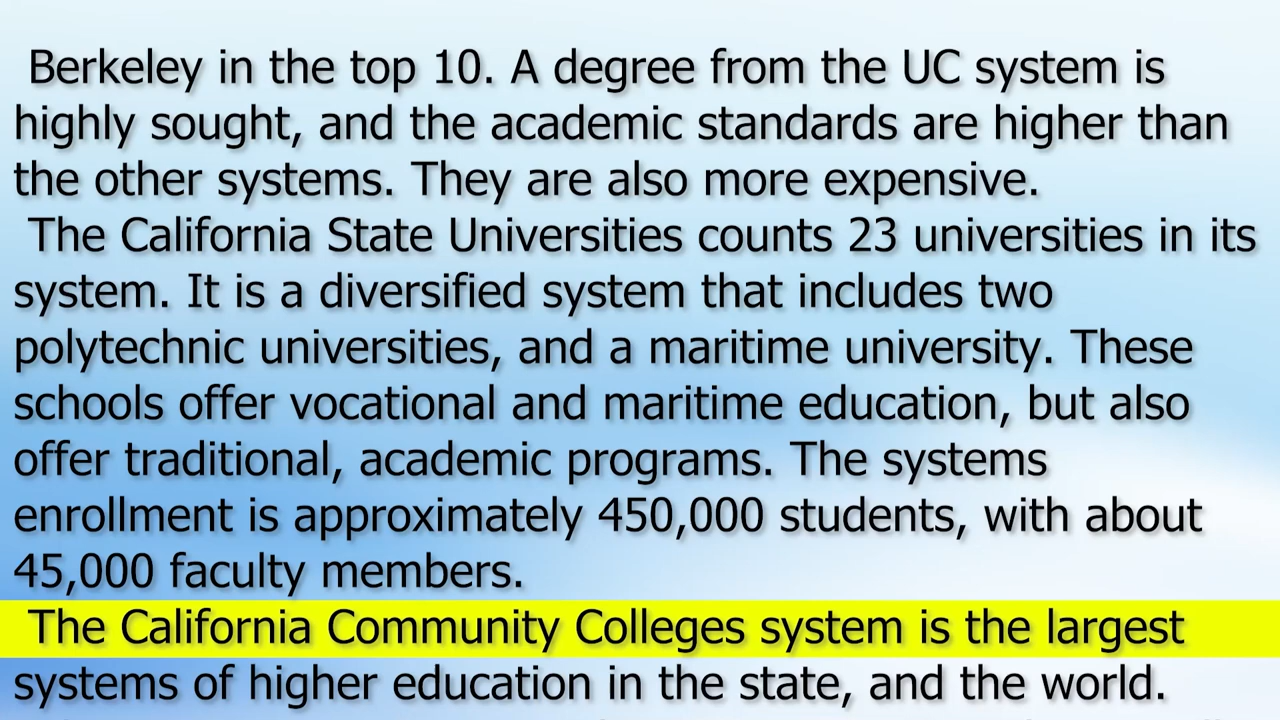 Berkeley in the top 10. A degree from the UC system is
highly sought, and the academic standards are higher than
the other systems. They are also more expensive.
The California State Universities counts 23 universities in its
system. It is a diversified system that includes two
polytechnic universities, and a maritime university. These
schools offer vocational and maritime education, but also
offer traditional, academic programs. The systems
enrollment is approximately 450,000 students, with about
45,000 faculty members.
The California Community Colleges system is the largest
systems of higher education in the state, and the world.